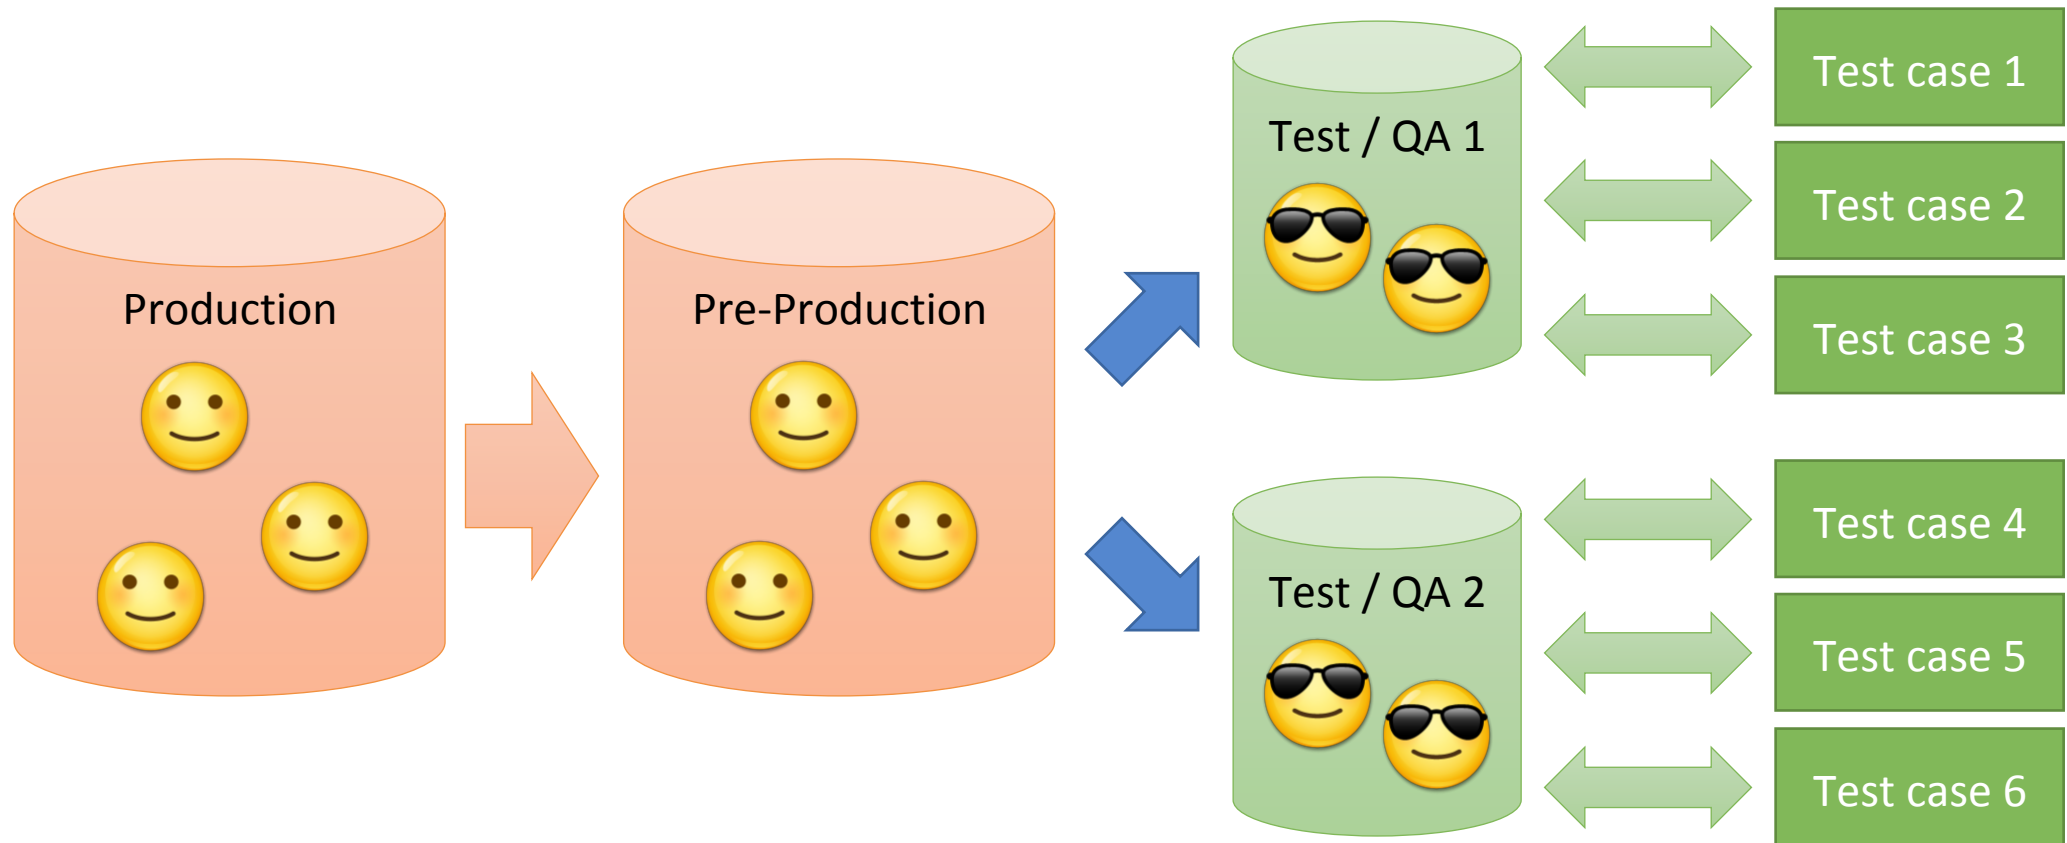 Production
Pre-Production
Test / QA 1
Test case 1
Test case 2
Test case 3
Test / QA 2
Test case 4
Test case 5
Test case 6